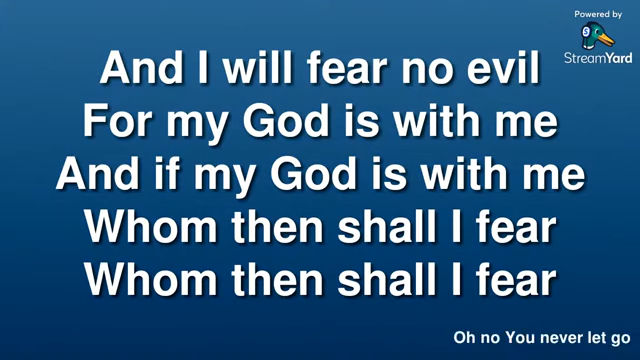 Powered by
StreamYard
And I will fear no evil
For my God is with me
And if my God is with me
Whom then shall I fear
Whom then shall I fear
Oh no You never let go